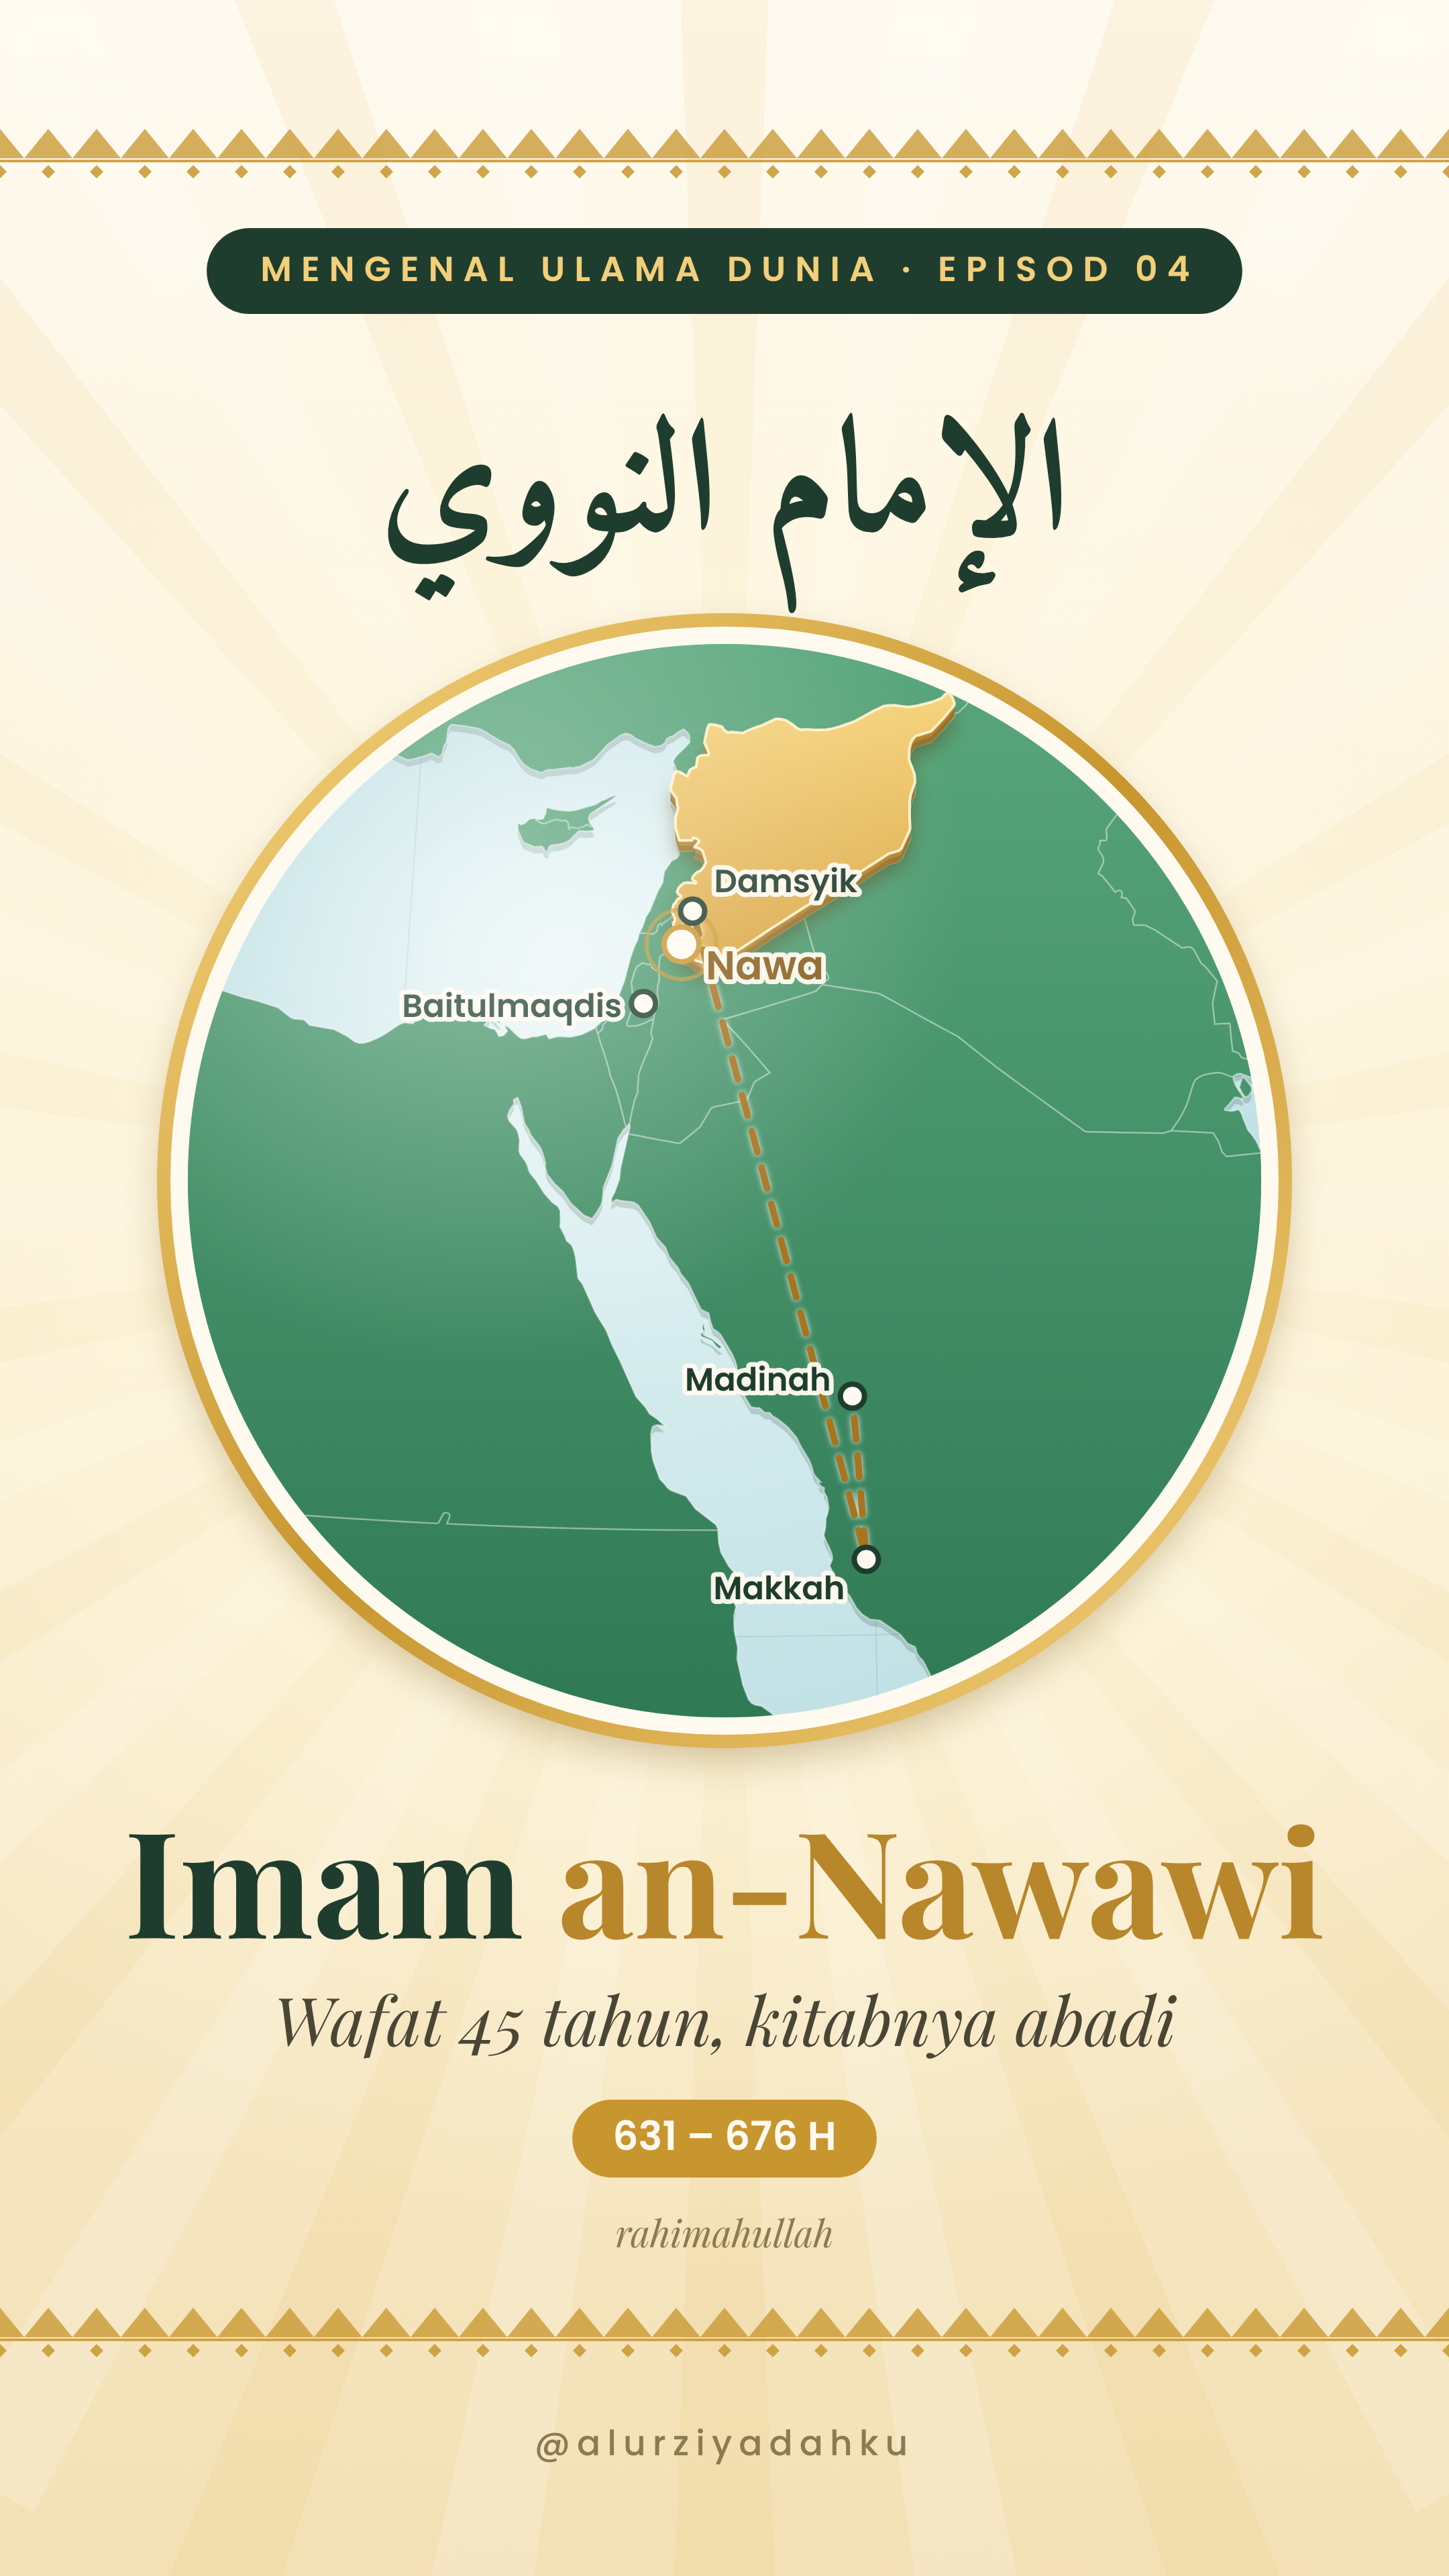 MENGENAL ULAMA DUNIA · EPISOD 04
الإمام النووي
Damsyik
Nawa
Baitulmaqdis
Madinah
Makkah
Imam an-Nawawi
Wafat 45 tahun, kitabnya abadi
631 – 676 H
rahimahullah
@alurziyadahku